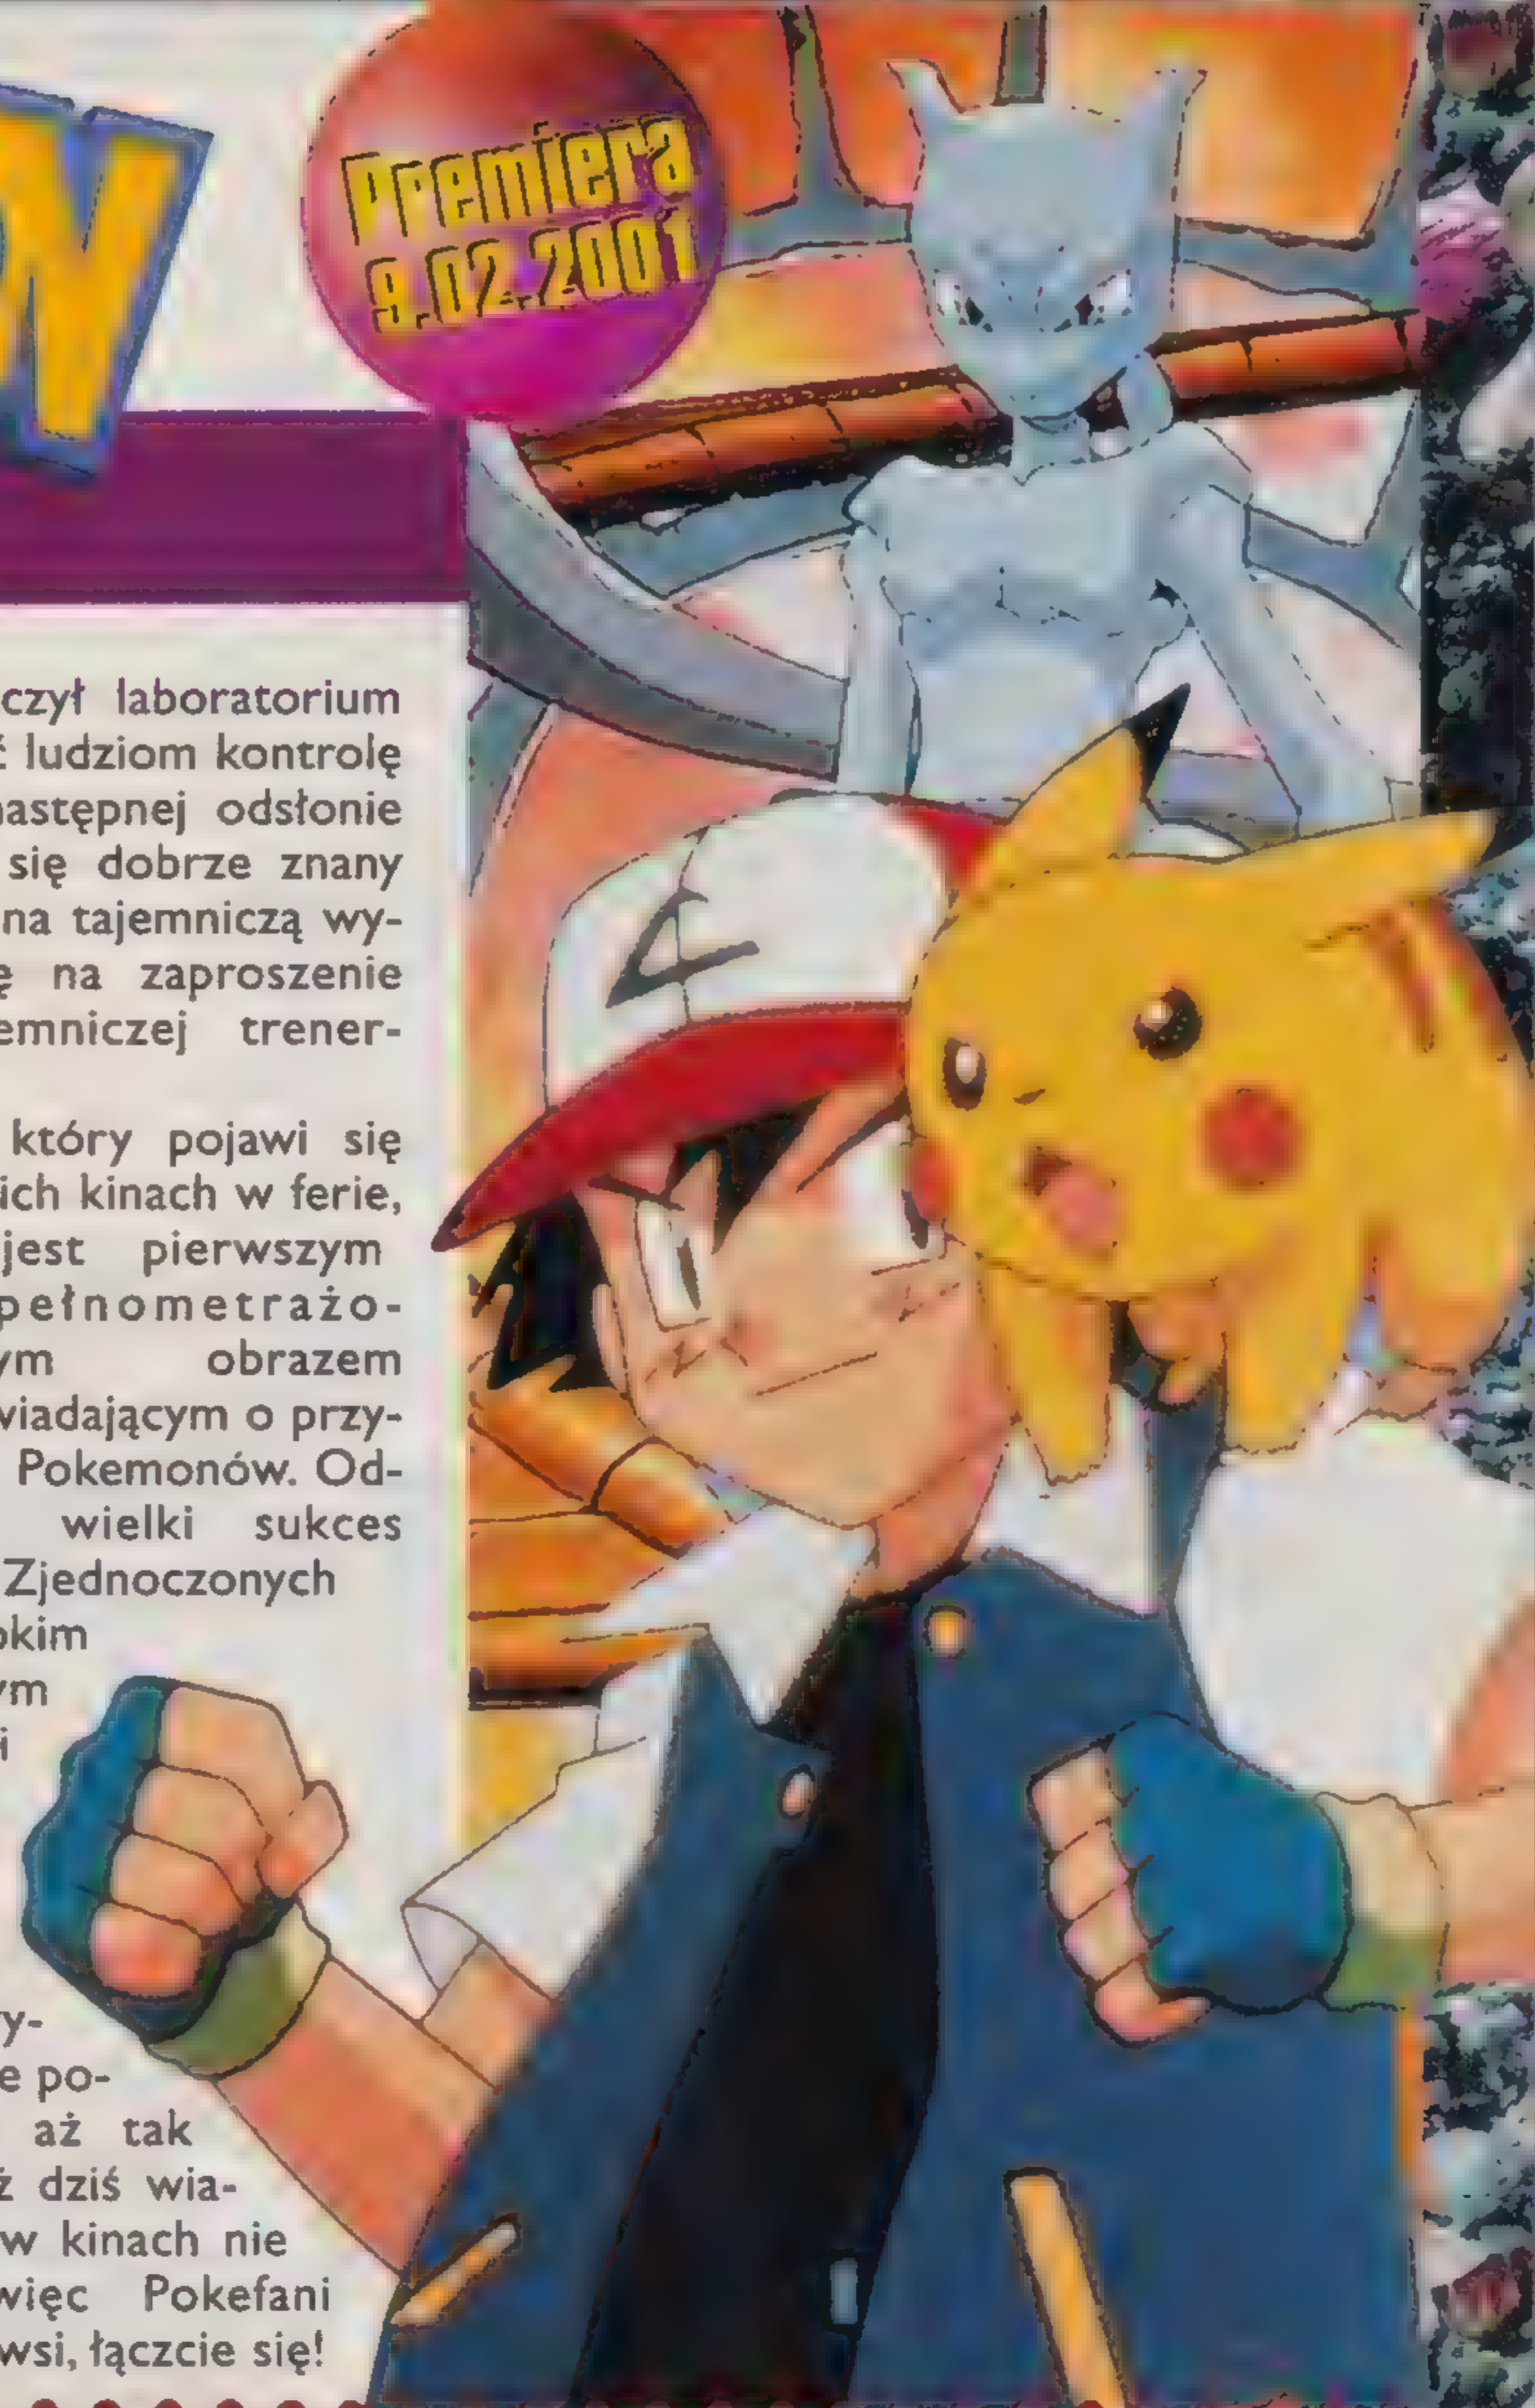 N
Premiera
9.02.2001
czył laboratorium
ć ludziom kontrolę
następnej odsłonie
się dobrze znany
na tajemniczą wy-
ę na zaproszenie
emniczej trener-
który pojawi się
ich kinach w ferie,
jest pierwszym
pełnometrażo-
ym obrazem
wiadającym o przy-
Pokemonów. Od-
wielki sukces
Zjednoczonych
okim
ym
i
y-
e po-
aż tak
ż dziś wia-
w kinach nie
więc Pokefani
wsi, łączcie się!